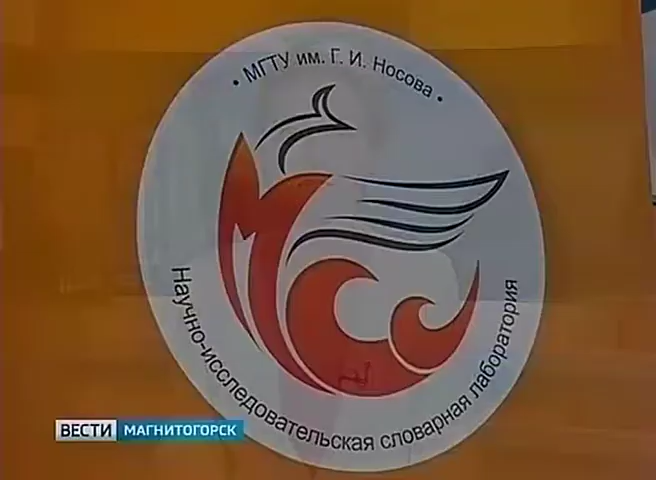 • МГТУ им. Г. И. Носова •
Научно-исследовательская словарная лаборатория
ВЕСТИ МАГНИТОГОРСК